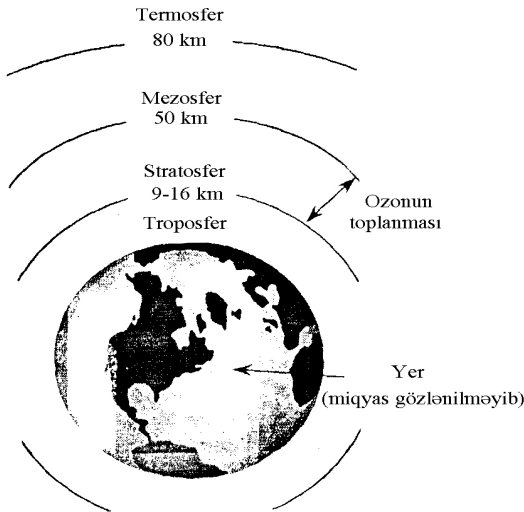 Termosfer
80 km
Mezosfer
50 km
Stratosfer
9-16 km
Troposfer
Ozonun
toplanması
Yer
(miqyas gözlənilməyib)